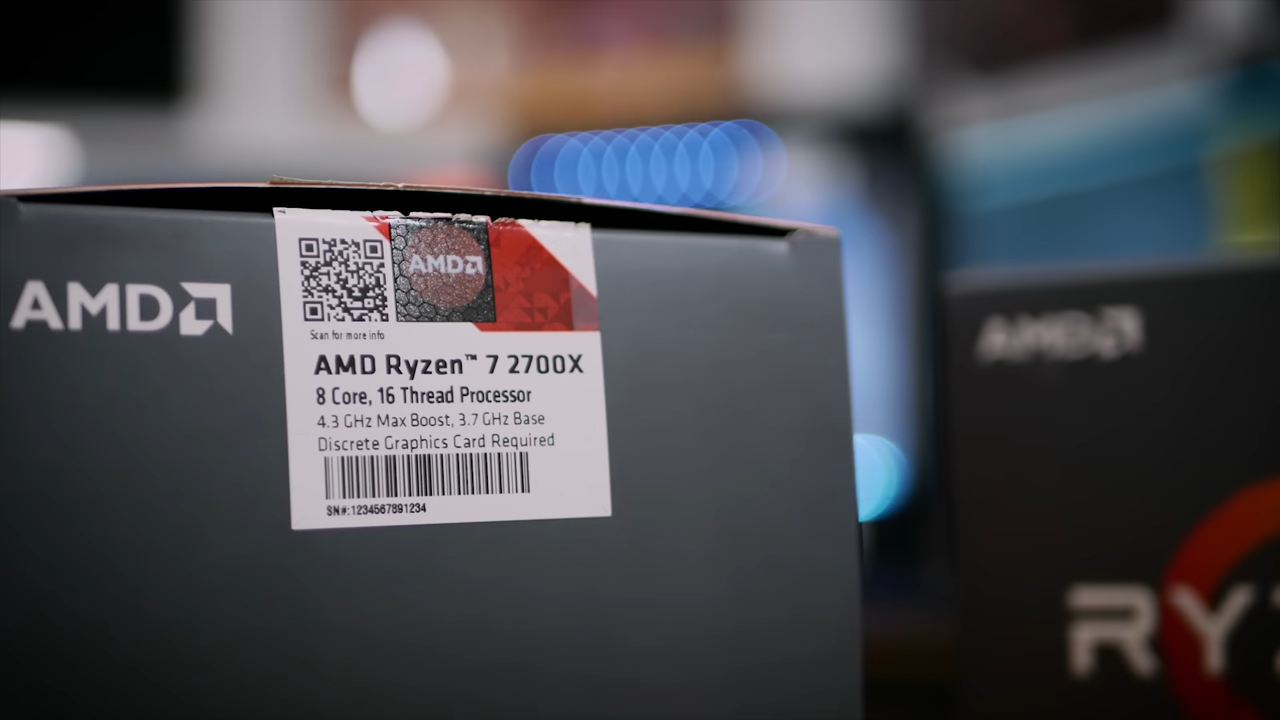 AMD
AMD
Scan for more info
AMD Ryzen™ 7 2700X
8 Core, 16 Thread Processor
4.3 GHz Max Boost, 3.7 GHz Base
Discrete Graphics Card Required
SN#:1234567891234
AMD
RY